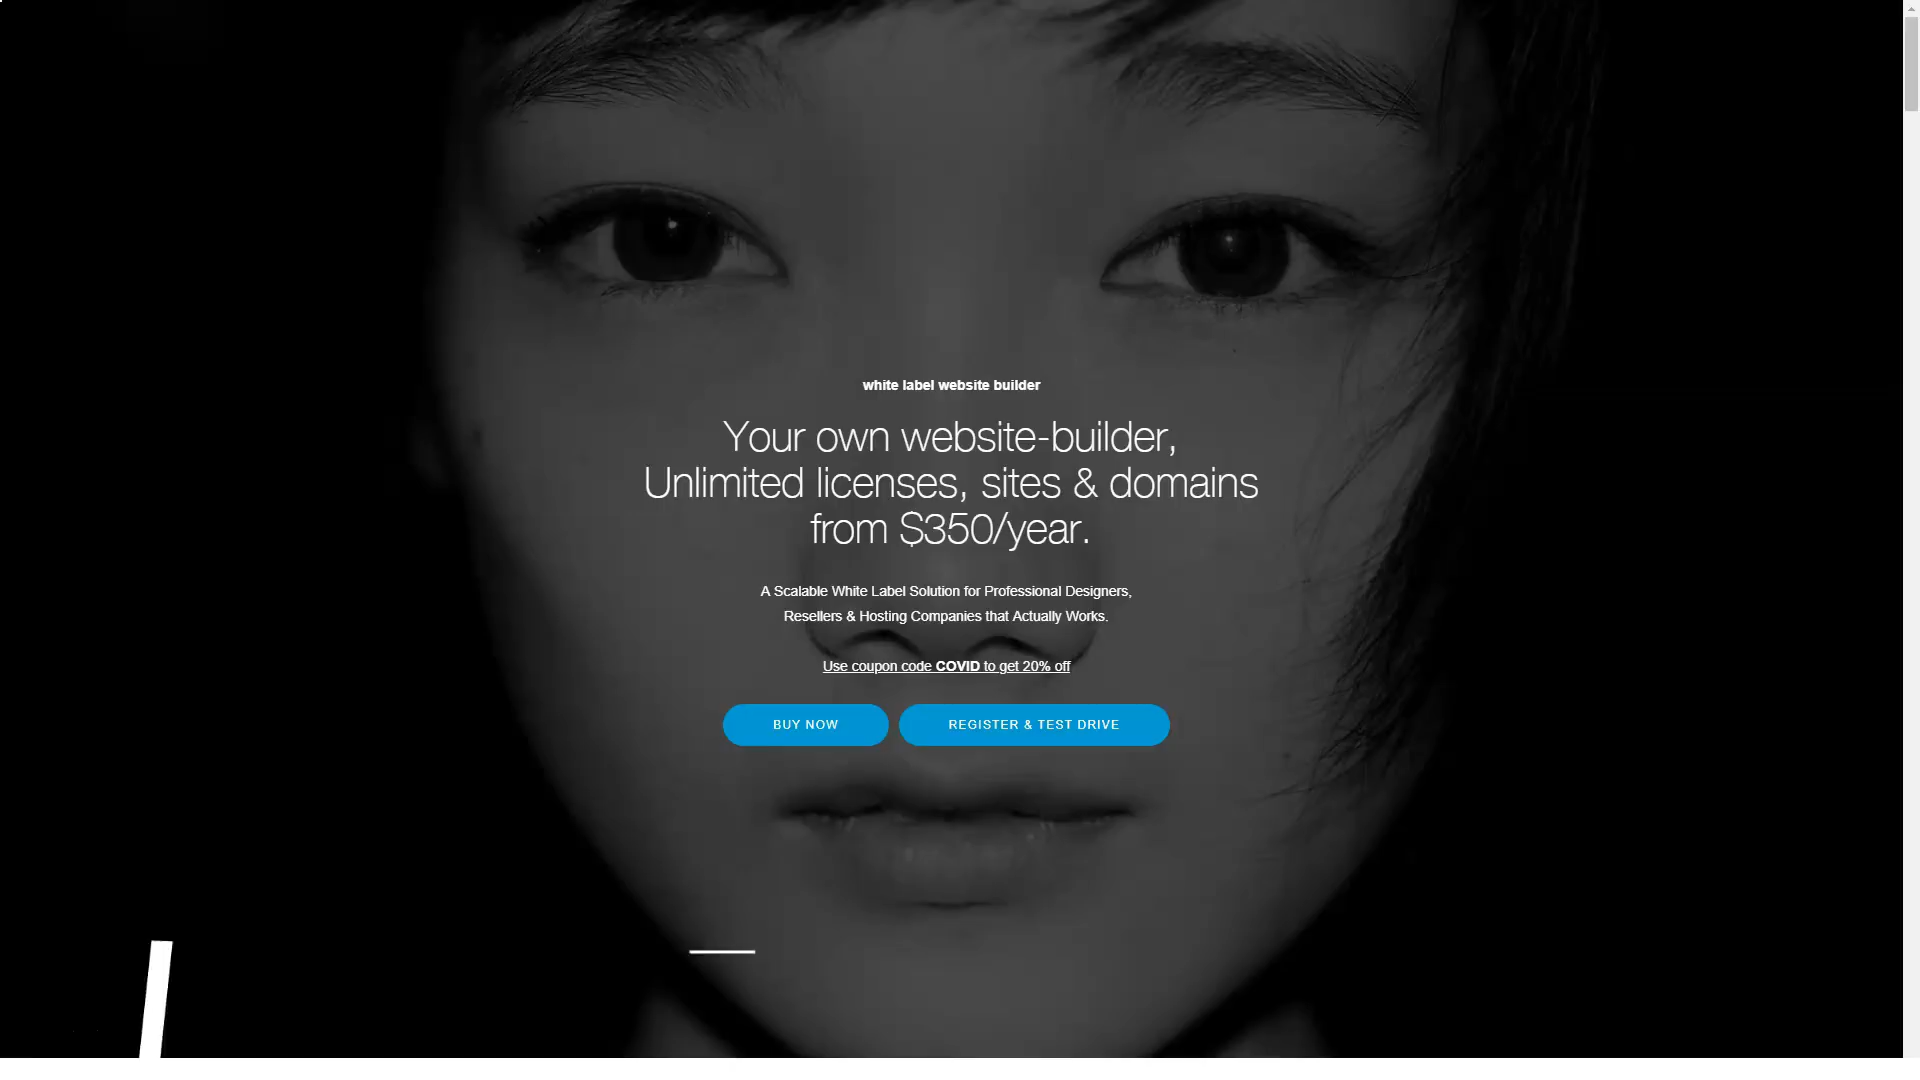 white label website builder
Your own website-builder,
Unlimited licenses, sites & domains
from $350/year.
A Scalable White Label Solution for Professional Designers,
Resellers & Hosting Companies that Actually Works.
Use coupon code COVID to get 20% off
BUY NOW
REGISTER & TEST DRIVE